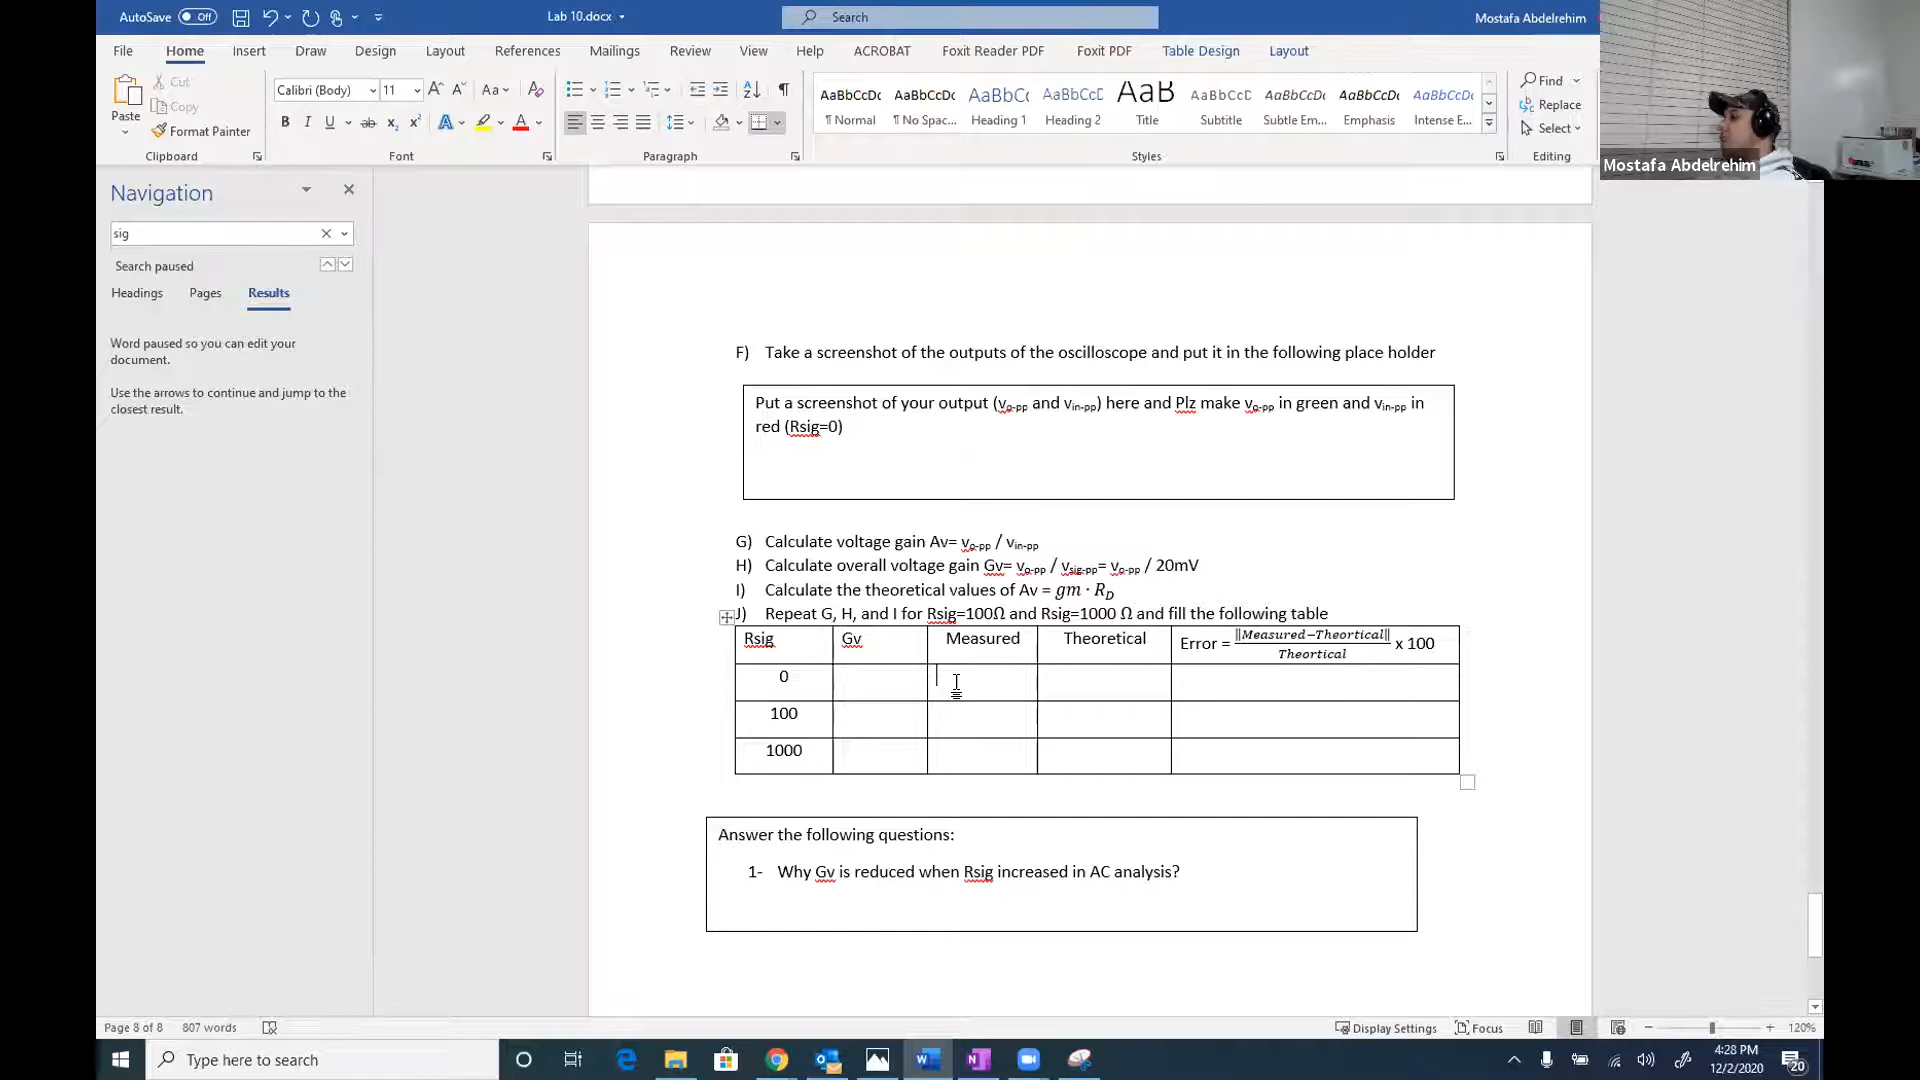 AutoSave Off
Lab 10.docx
Search
Mostafa Abdelrehim
File Home Insert Draw Design Layout References Mailings Review View Help ACROBAT Foxit Reader PDF Foxit PDF Table Design Layout
Paste
Cut
Copy
Format Painter
Clipboard
Calibri (Body) 11
Font
Paragraph
AaBbCcDc AaBbCcDc AaBbCc AaBbCcD AaB AaBbCcD AaBbCcDc AaBbCcDc AaBbCcDc
¶ Normal ¶ No Spac... Heading 1 Heading 2 Title Subtitle Subtle Em... Emphasis Intense E...
Styles
Find
Replace
Select
Editing
Mostafa Abdelrehim
Navigation
sig
Search paused
Headings Pages Results
Word paused so you can edit your
document.
Use the arrows to continue and jump to the
closest result.
F) Take a screenshot of the outputs of the oscilloscope and put it in the following place holder
Put a screenshot of your output (vo-pp and vin-pp) here and Plz make vo-pp in green and vin-pp in
red (Rsig=0)
G) Calculate voltage gain Av= vo-pp / vin-pp
H) Calculate overall voltage gain Gv= vo-pp / vsig-pp= vo-pp / 20mV
I) Calculate the theoretical values of Av = gm · RD
J) Repeat G, H, and I for Rsig=100Ω and Rsig=1000 Ω and fill the following table
Rsig Gv Measured Theoretical Error = ‖Measured−Theortical‖ / Theortical x 100
0
100
1000
Answer the following questions:
1- Why Gv is reduced when Rsig increased in AC analysis?
Page 8 of 8 807 words
Display Settings Focus 120%
Type here to search
4:28 PM
12/2/2020
20